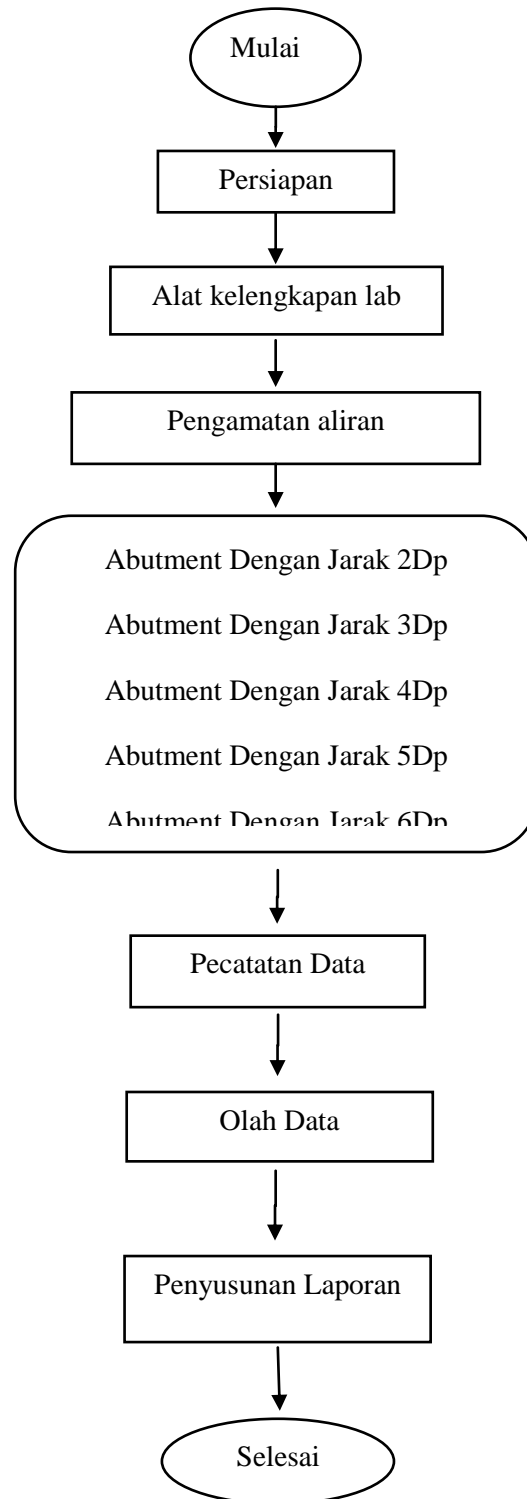 Mulai
Persiapan
Alat kelengkapan lab
Pengamatan aliran
Abutment Dengan Jarak 2Dp
Abutment Dengan Jarak 3Dp
Abutment Dengan Jarak 4Dp
Abutment Dengan Jarak 5Dp
Abutment Dengan Jarak 6Dp
Pecatatan Data
Olah Data
Penyusunan Laporan
Selesai